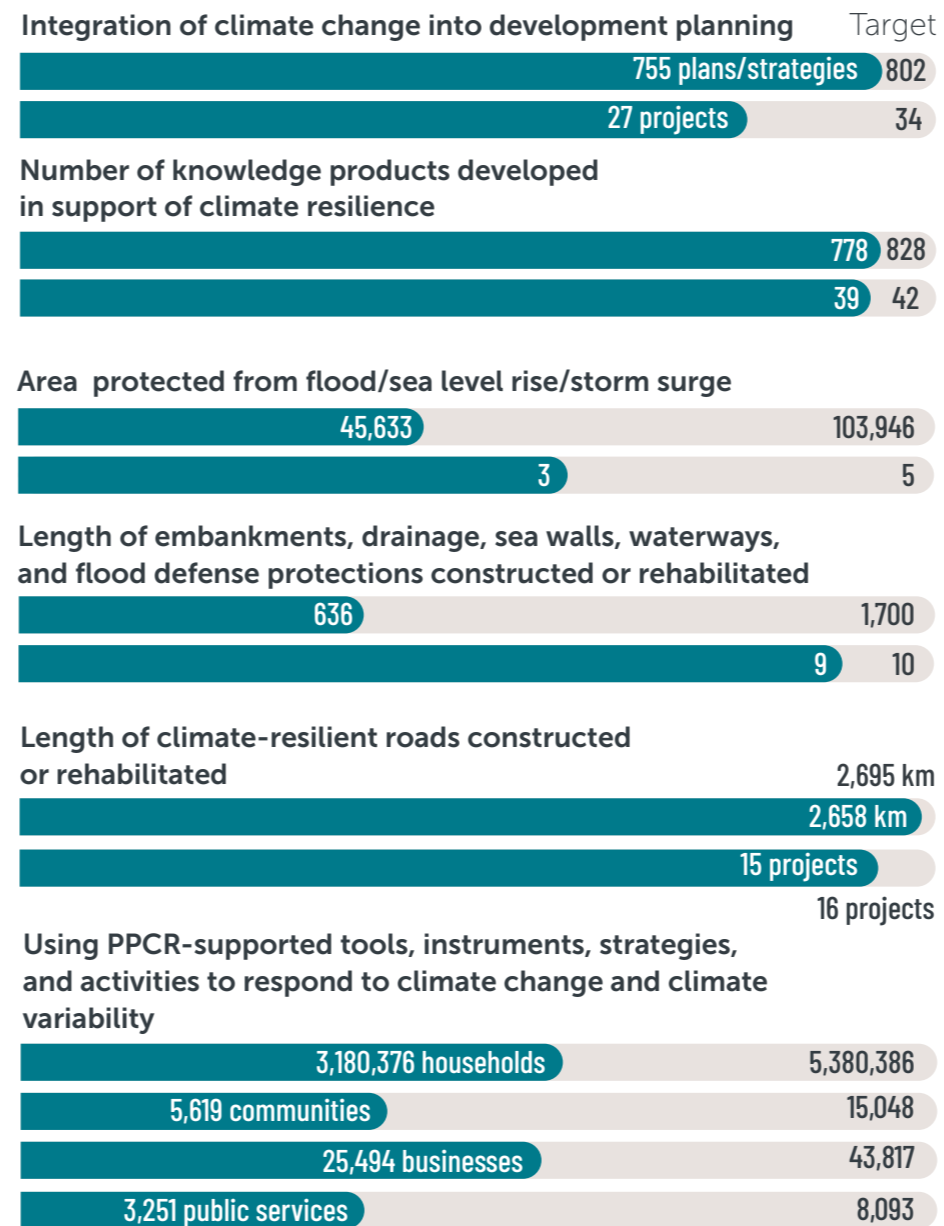 Integration of climate change into development planning Target
755 plans/strategies 802
27 projects 34
Number of knowledge products developed
in support of climate resilience
778 828
39 42
Area protected from flood/sea level rise/storm surge
45,633 103,946
3 5
Length of embankments, drainage, sea walls, waterways,
and flood defense protections constructed or rehabilitated
636 1,700
9 10
Length of climate-resilient roads constructed
or rehabilitated 2,695 km
2,658 km
15 projects
16 projects
Using PPCR-supported tools, instruments, strategies,
and activities to respond to climate change and climate
variability
3,180,376 households 5,380,386
5,619 communities 15,048
25,494 businesses 43,817
3,251 public services 8,093